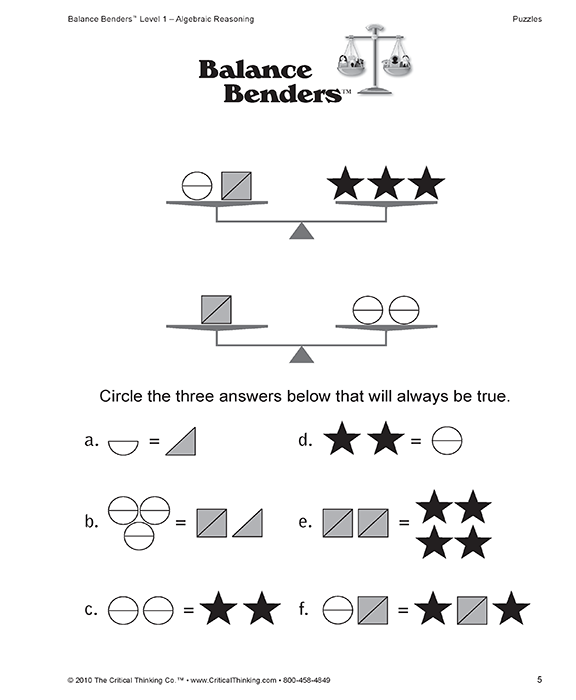 Balance Benders™ Level 1 – Algebraic Reasoning Puzzles
Balance
Benders™
Circle the three answers below that will always be true.
a. = d. =
b. = e. =
c. = f. =
© 2010 The Critical Thinking Co.™ • www.CriticalThinking.com • 800-458-4849 5